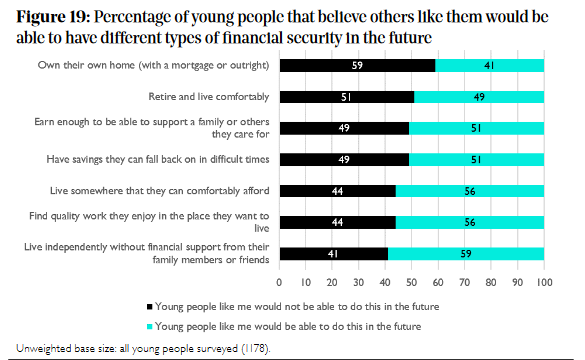 Figure 19: Percentage of young people that believe others like them would be
able to have different types of financial security in the future
Own their own home (with a mortgage or outright)
59
41
Retire and live comfortably
51
49
Earn enough to be able to support a family or others
they care for
49
51
Have savings they can fall back on in difficult times
49
51
Live somewhere that they can comfortably afford
44
56
Find quality work they enjoy in the place they want to
live
44
56
Live independently without financial support from their
family members or friends
41
59
0 10 20 30 40 50 60 70 80 90 100
Young people like me would not be able to do this in the future
Young people like me would be able to do this in the future
Unweighted base size: all young people surveyed (1178).